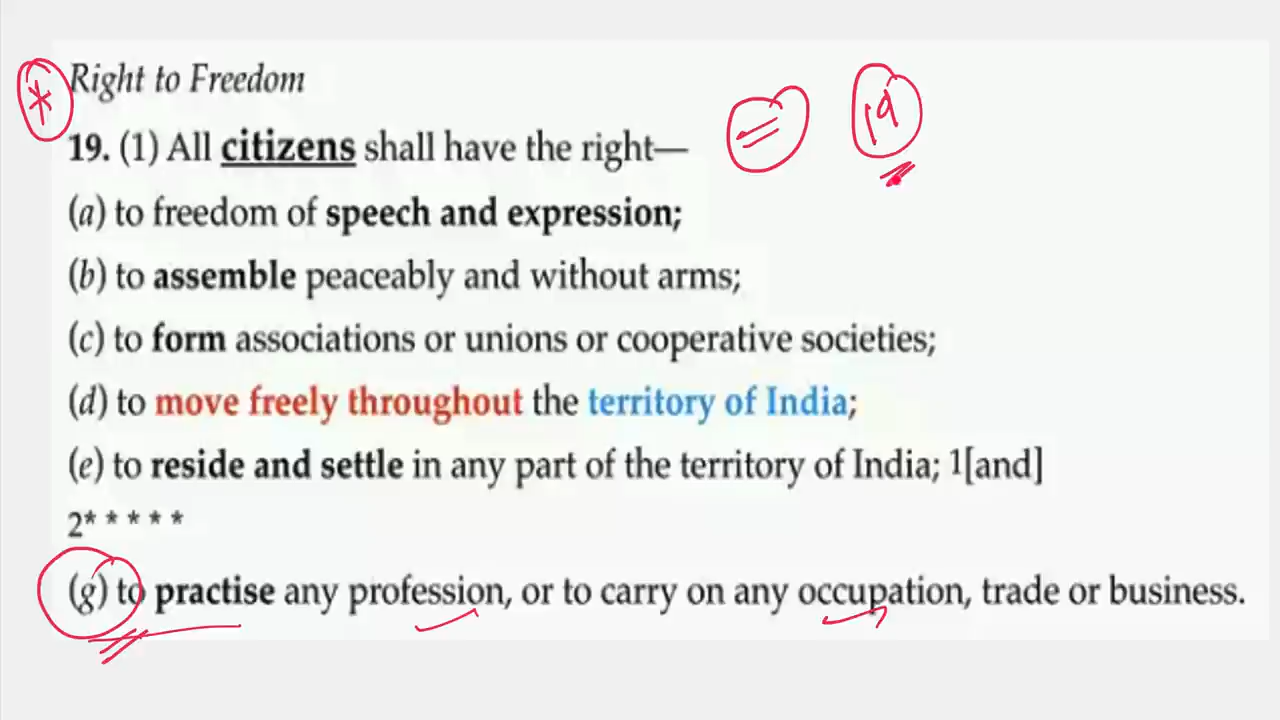 Right to Freedom
19
19. (1) All citizens shall have the right—
(a) to freedom of speech and expression;
(b) to assemble peaceably and without arms;
(c) to form associations or unions or cooperative societies;
(d) to move freely throughout the territory of India;
(e) to reside and settle in any part of the territory of India; 1[and]
2* * * * *
(g) to practise any profession, or to carry on any occupation, trade or business.